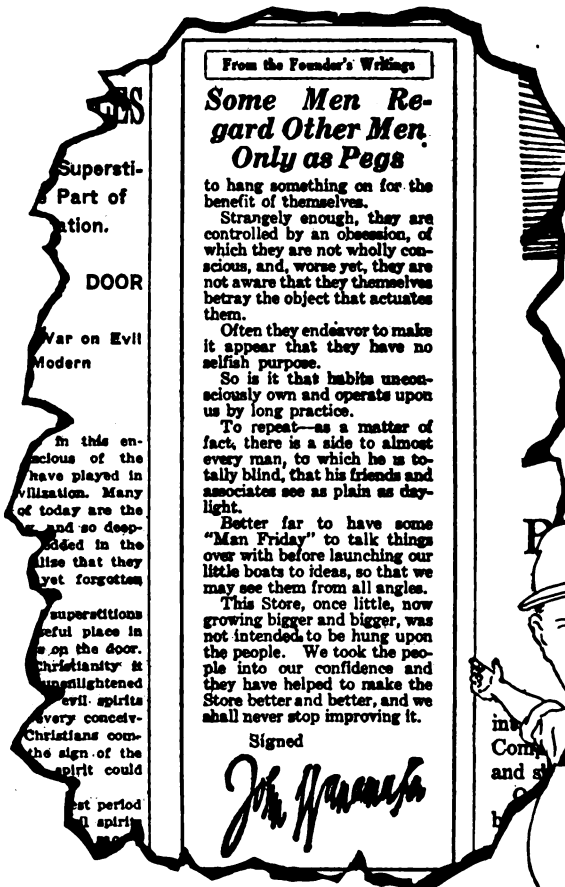 From the Founder's Writings
Some Men Re-
gard Other Men
Only as Pegs
to hang something on for the
benefit of themselves.
Strangely enough, they are
controlled by an obsession, of
which they are not wholly con-
scious, and, worse yet, they are
not aware that they themselves
betray the object that actuates
them.
Often they endeavor to make
it appear that they have no
selfish purpose.
So is it that habits uncon-
sciously own and operate upon
us by long practice.
To repeat—as a matter of
fact, there is a side to almost
every man, to which he is to-
tally blind, that his friends and
associates see as plain as day-
light.
Better far to have some
"Man Friday" to talk things
over with before launching our
little boats to ideas, so that we
may see them from all angles.
This Store, once little, now
growing bigger and bigger, was
not intended to be hung upon
the people. We took the peo-
ple into our confidence and
they have helped to make the
Store better and better, and we
shall never stop improving it.
Signed
John Wanamaker
Supersti-
Part of
ation.
DOOR
War on Evil
Modern
In this en-
scious of the
have played in
vilization. Many
of today are the
and so deep-
dded in the
alise that they
yet forgotten
superstitions
eful place in
on the door.
Christianity it
unenlightened
evil spirits
every conceiv-
Christians com-
the sign of the
spirit could
est period
spirits
P
int
Comp
and s